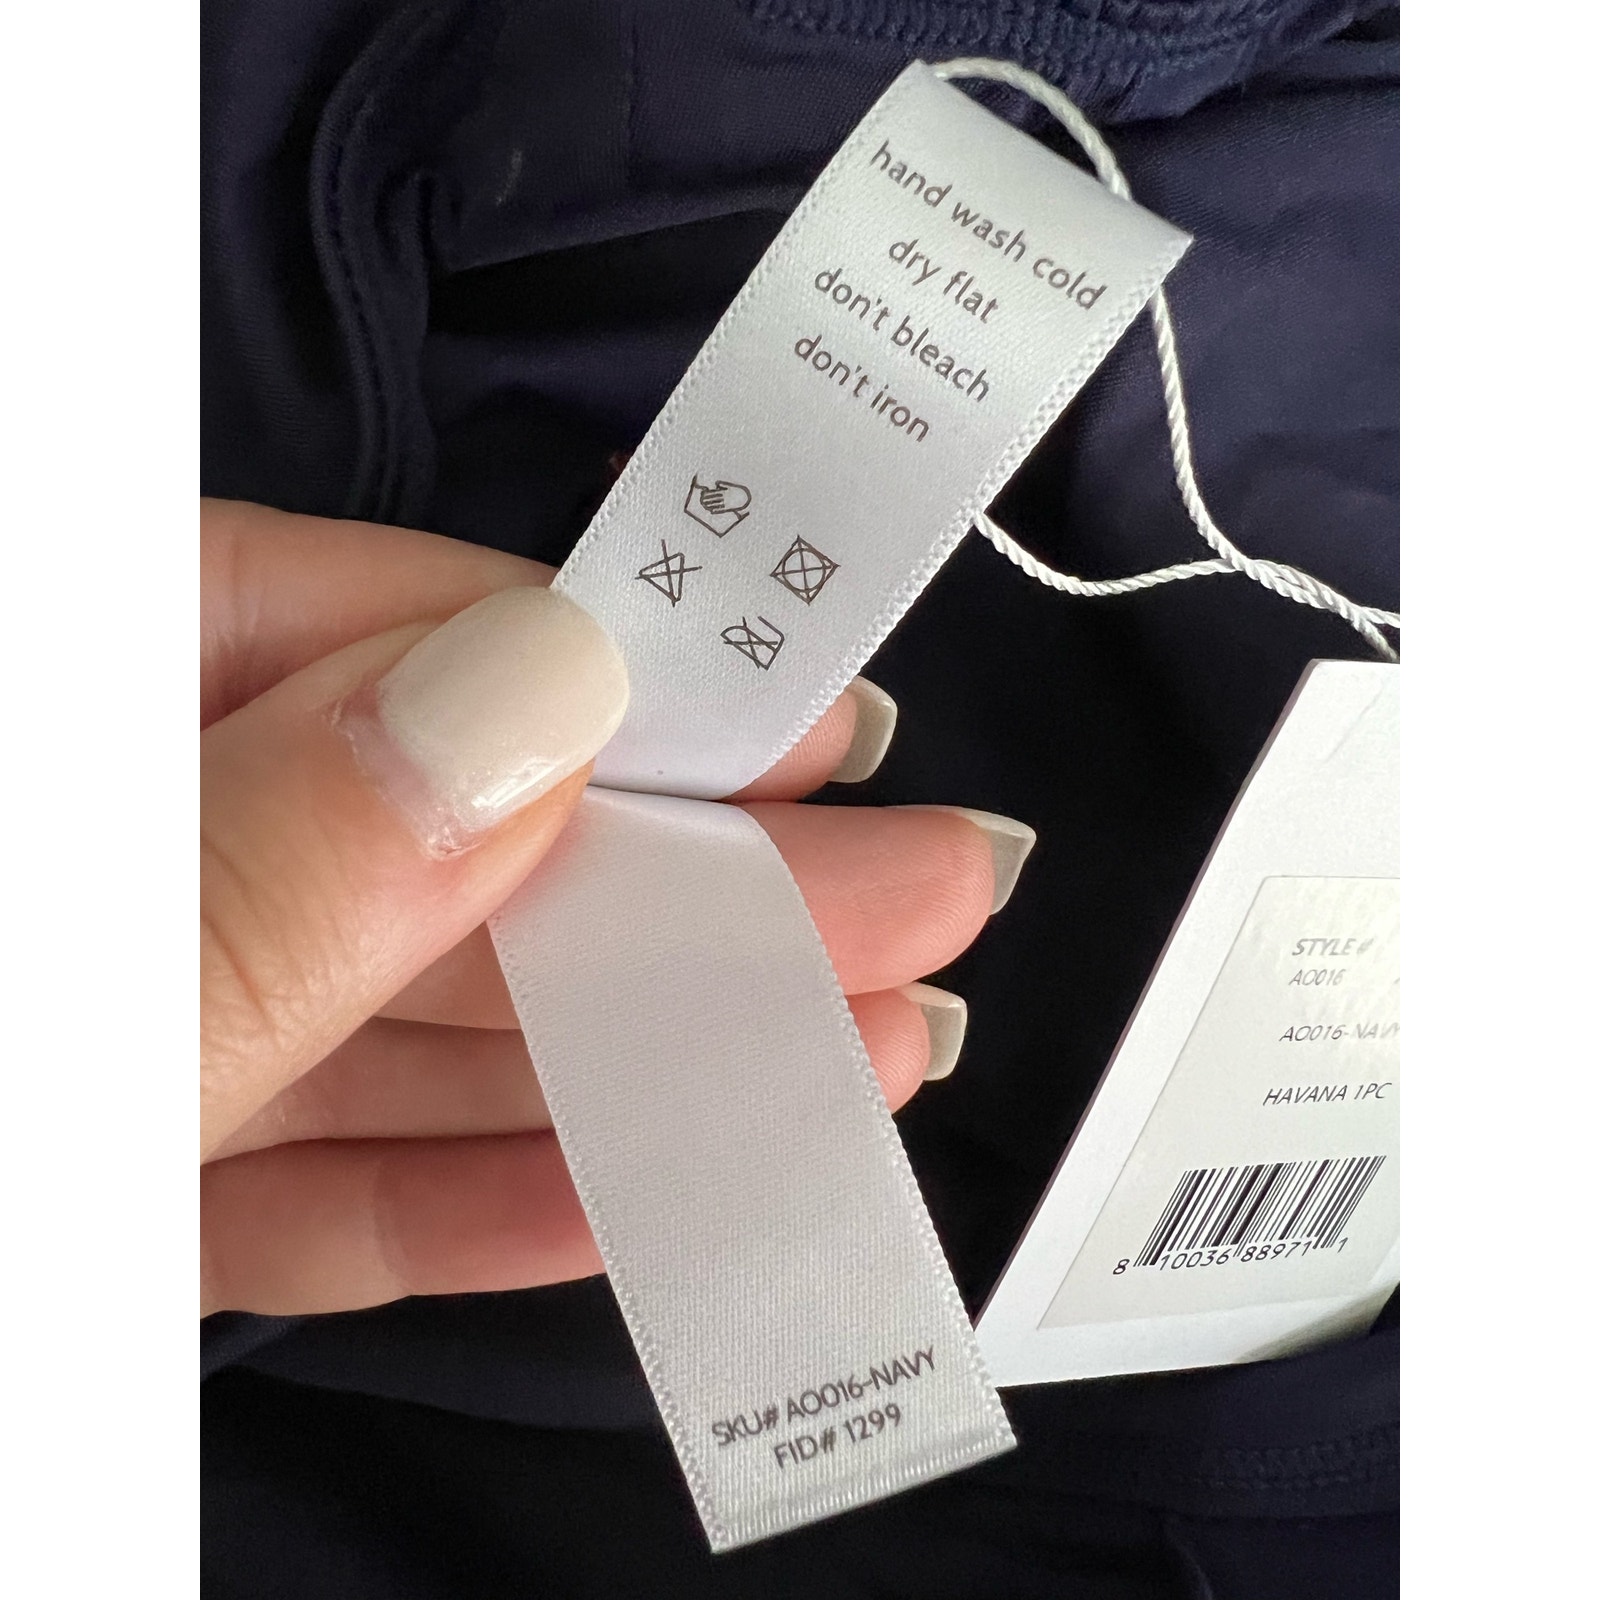 hand wash cold
dry flat
don't bleach
don't iron
SKU# AO016-NAVY
FID# 1299
STYLE #
AO016
AO016-NAVY
HAVANA 1PC
8 10036 88971 1